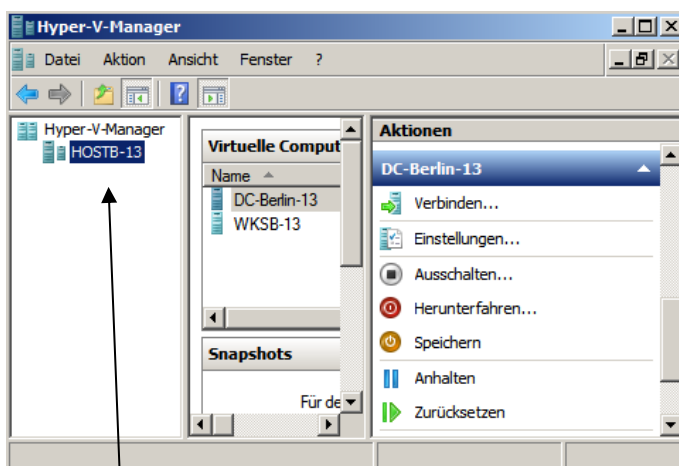 Hyper-V-Manager
Datei Aktion Ansicht Fenster ?
Hyper-V-Manager
HOSTB-13
Virtuelle Comput
Name
DC-Berlin-13
WKSB-13
Snapshots
Für de
Aktionen
DC-Berlin-13
Verbinden...
Einstellungen...
Ausschalten...
Herunterfahren...
Speichern
Anhalten
Zurücksetzen